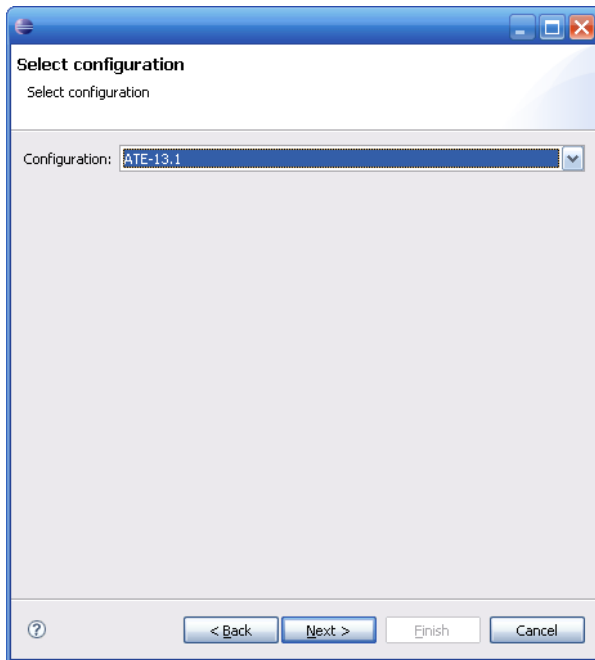 Select configuration
Select configuration
Configuration: ATE-13.1
? < Back Next > Finish Cancel